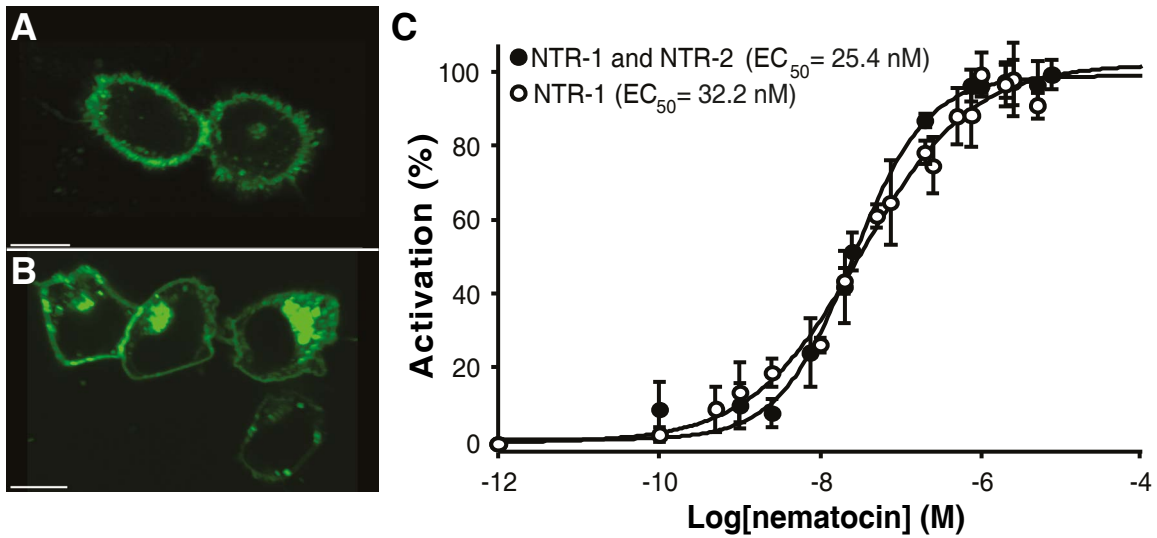 A
B
C
NTR-1 and NTR-2 (EC50= 25.4 nM)
NTR-1 (EC50= 32.2 nM)
100
80
60
40
20
0
Activation (%)
-12 -10 -8 -6 -4
Log[nematocin] (M)